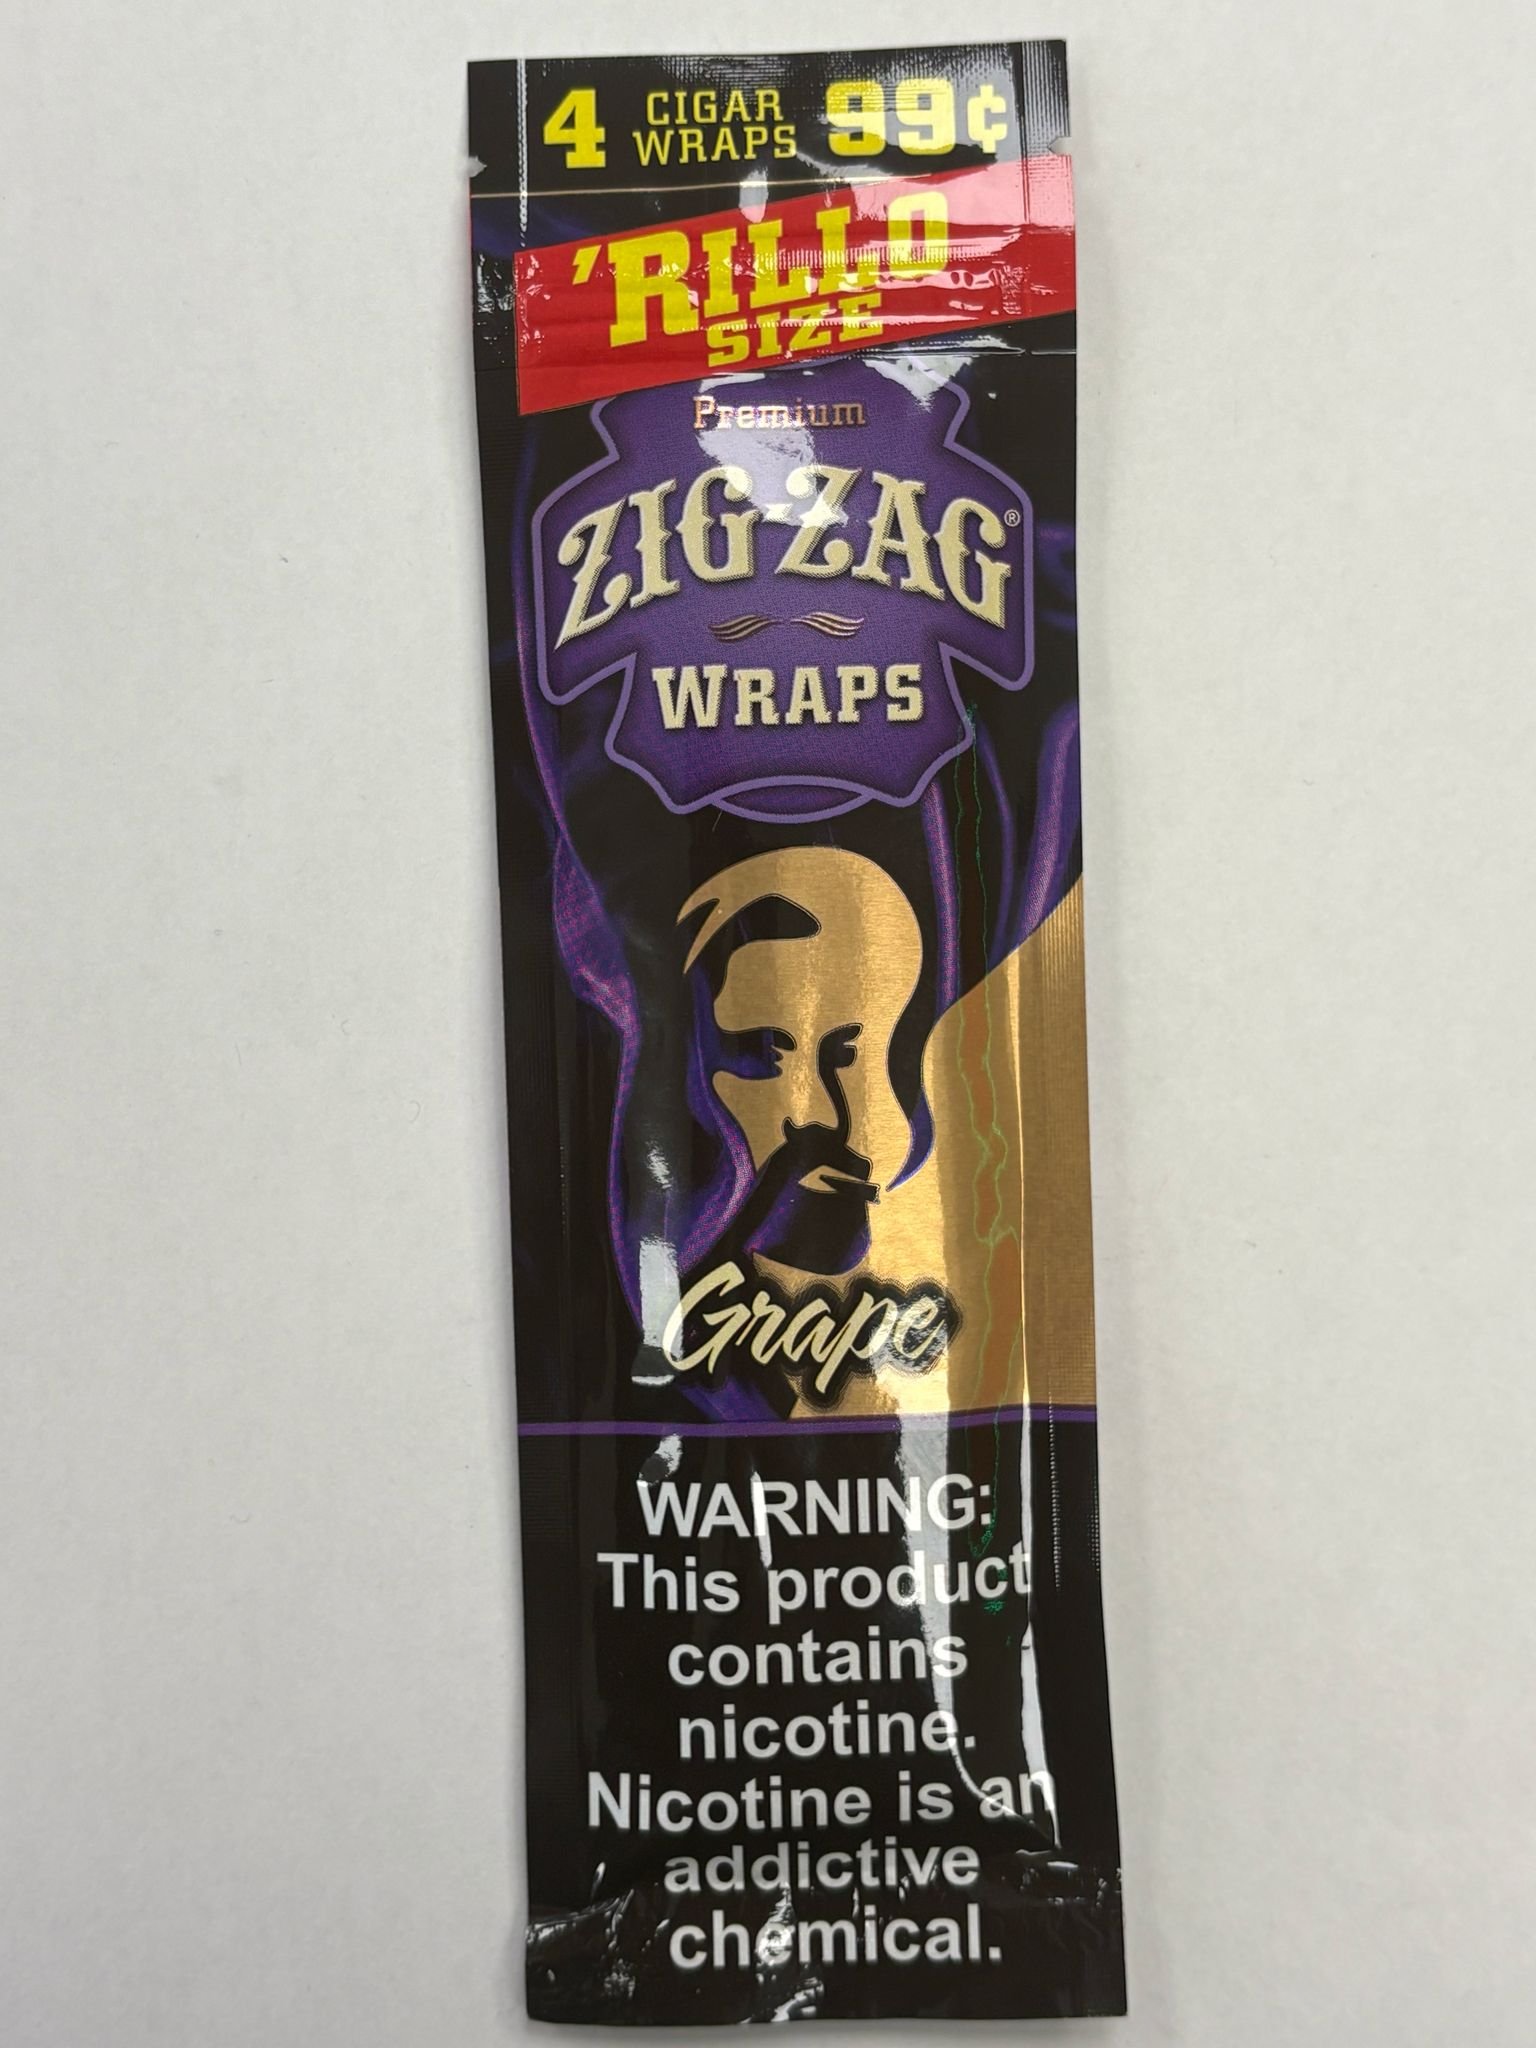 4 CIGAR WRAPS 99¢
'RILLO
SIZE
Premium
ZIG-ZAG®
WRAPS
Grape
WARNING:
This product
contains
nicotine.
Nicotine is an
addictive
chemical.